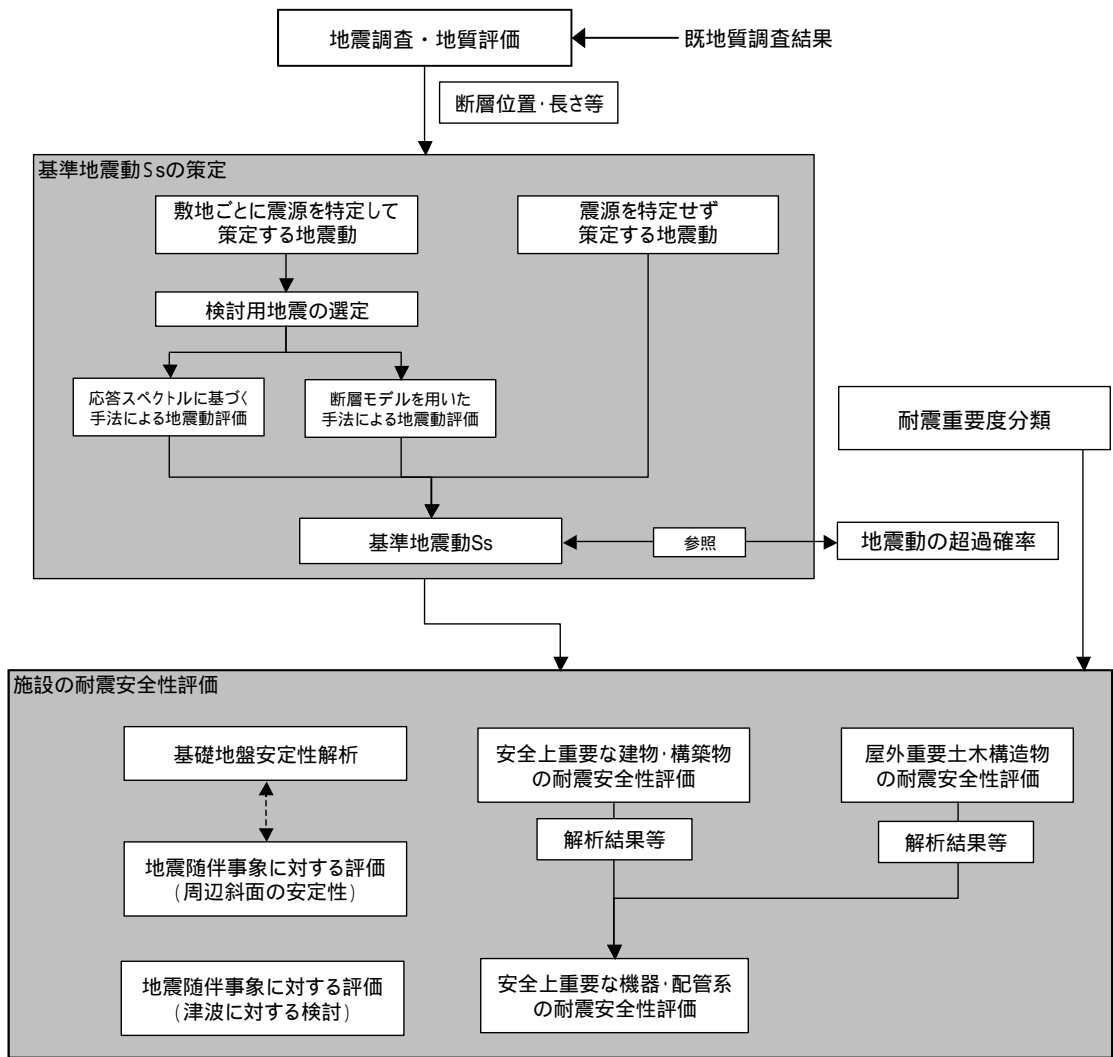 地震調査・地質評価
既地質調査結果
断層位置・長さ等
基準地震動Ssの策定
敷地ごとに震源を特定して
策定する地震動
震源を特定せず
策定する地震動
検討用地震の選定
応答スペクトルに基づく
手法による地震動評価
断層モデルを用いた
手法による地震動評価
耐震重要度分類
基準地震動Ss
参照
地震動の超過確率
施設の耐震安全性評価
基礎地盤安定性解析
安全上重要な建物・構築物
の耐震安全性評価
屋外重要土木構造物
の耐震安全性評価
解析結果等
解析結果等
地震随伴事象に対する評価
(周辺斜面の安定性)
地震随伴事象に対する評価
(津波に対する検討)
安全上重要な機器・配管系
の耐震安全性評価